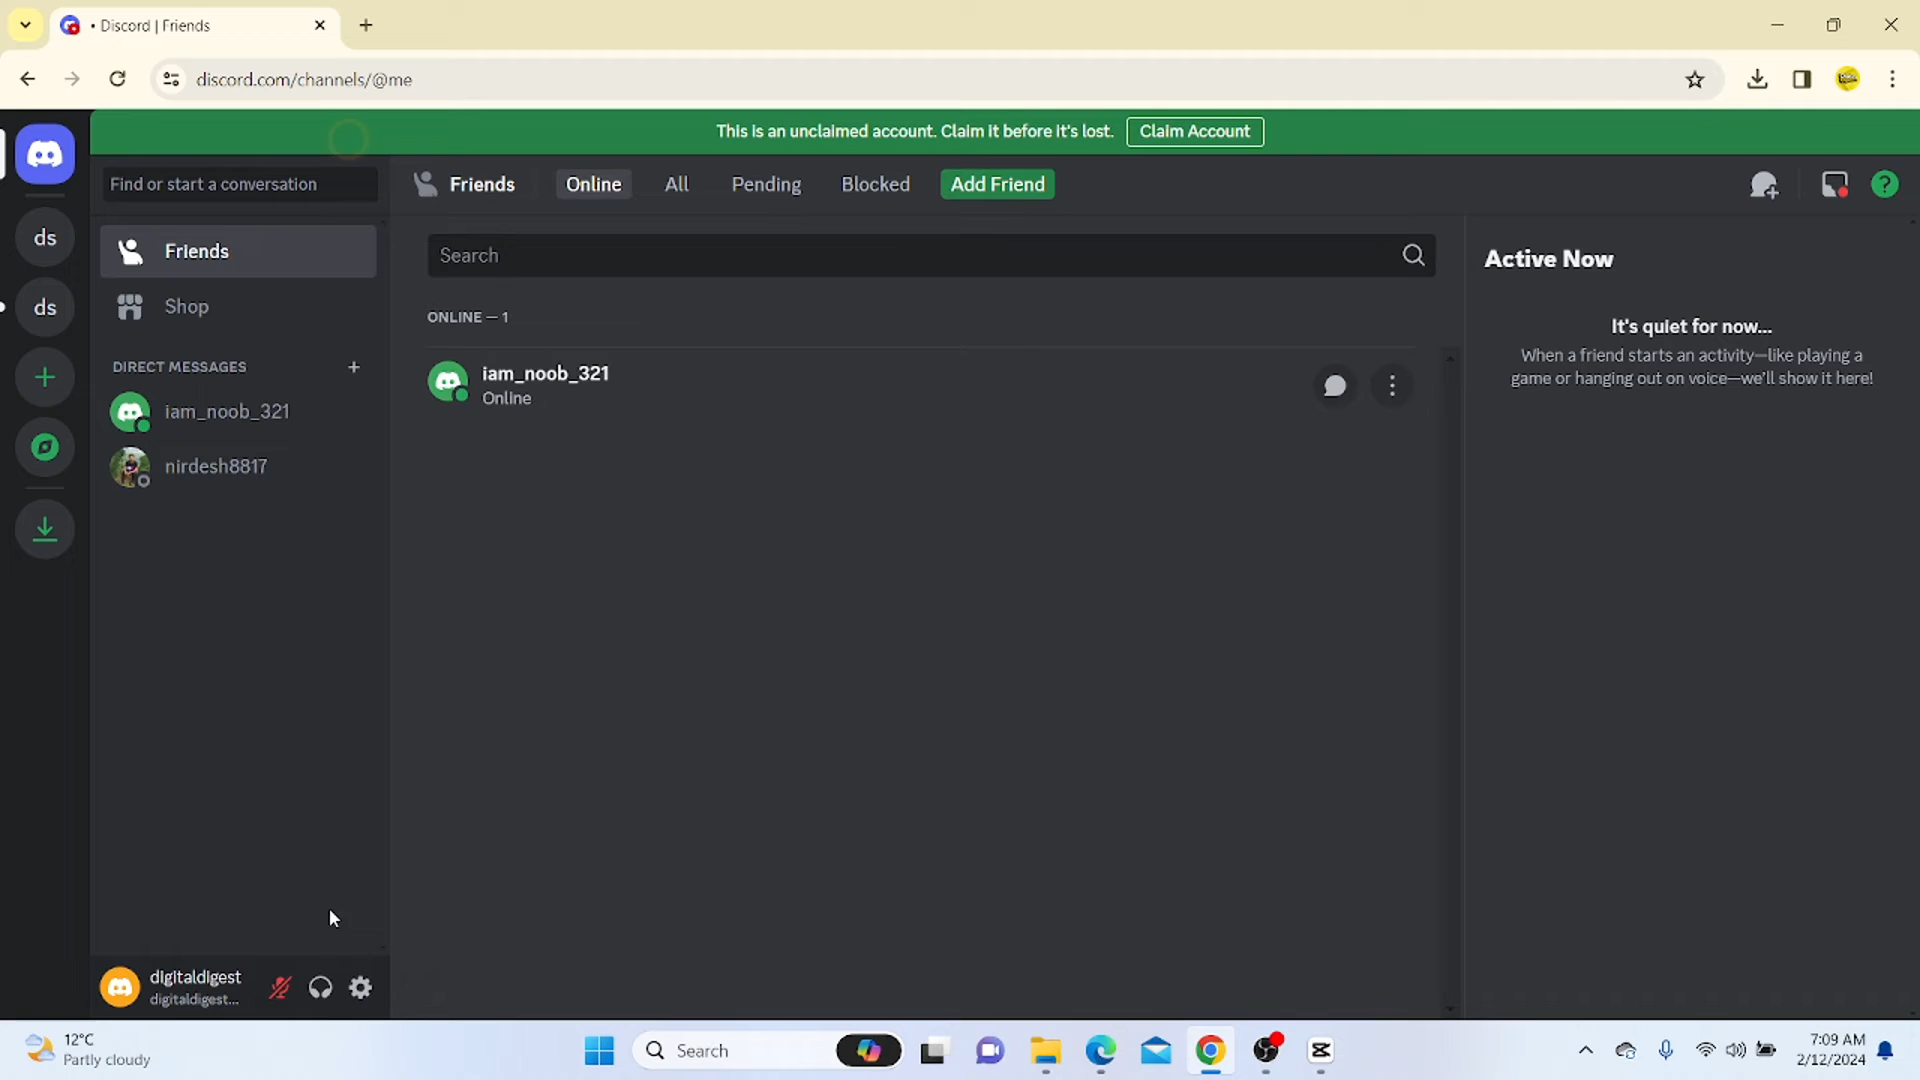 • Discord | Friends
discord.com/channels/@me
This is an unclaimed account. Claim it before it's lost. Claim Account
Find or start a conversation
Friends Online All Pending Blocked Add Friend
ds
ds
Friends
Shop
DIRECT MESSAGES
iam_noob_321
nirdesh8817
Search
ONLINE — 1
iam_noob_321
Online
Active Now
It's quiet for now...
When a friend starts an activity—like playing a
game or hanging out on voice—we'll show it here!
digitaldigest
digitaldigest...
12°C
Partly cloudy
Search
7:09 AM
2/12/2024